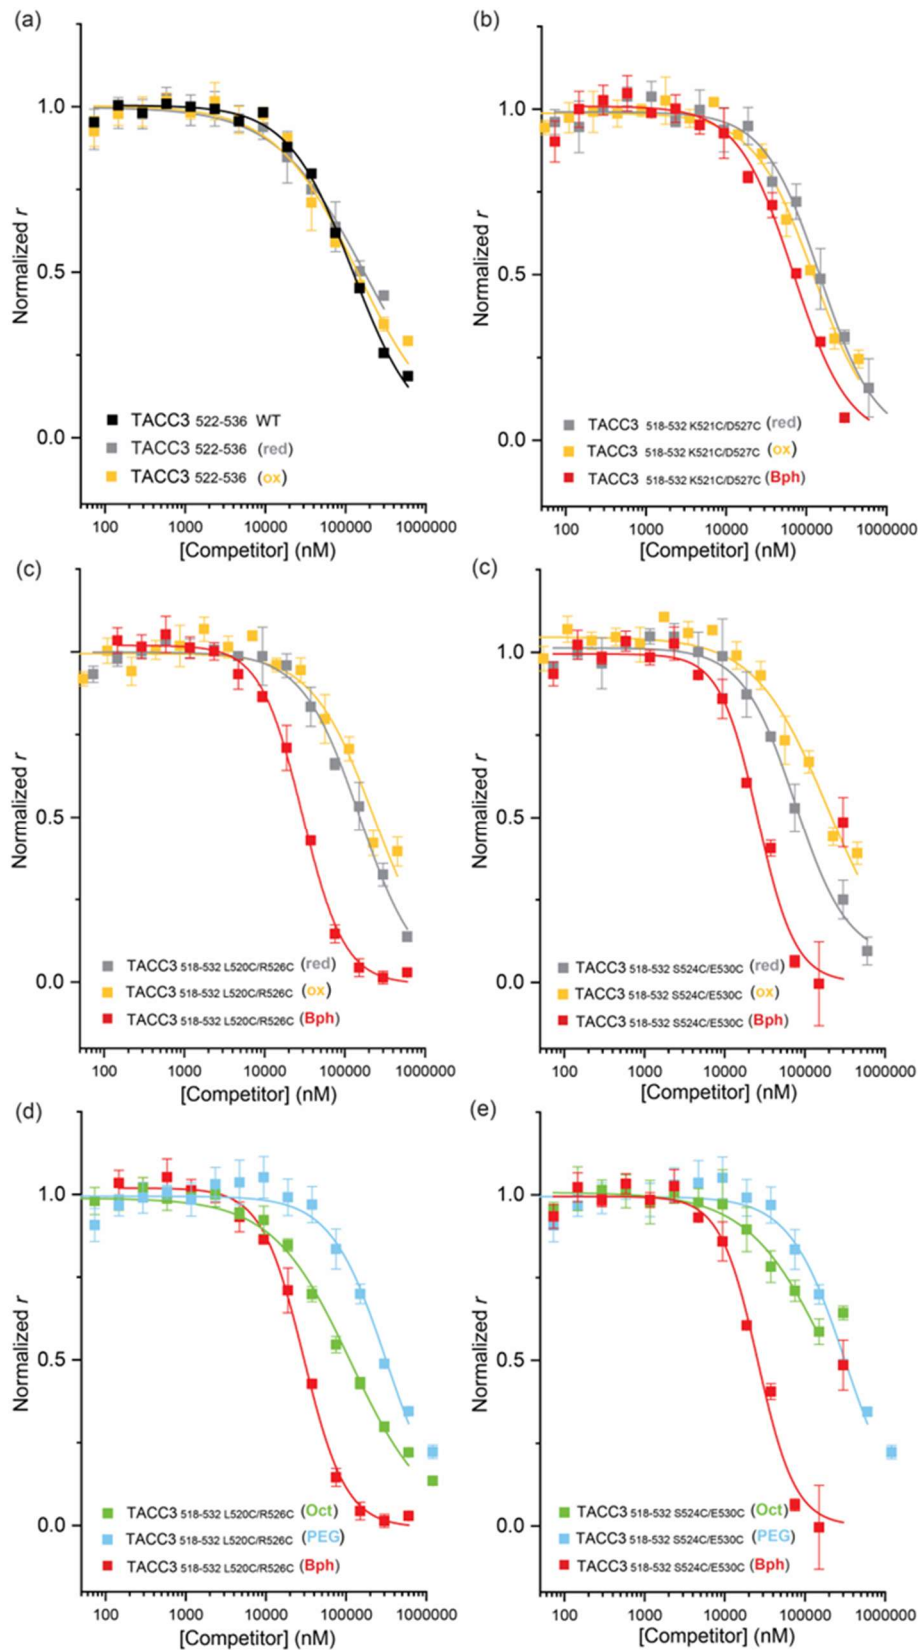 (a)
Normalized r
1.0
0.5
0.0
TACC3 522-536 WT
TACC3 522-536 (red)
TACC3 522-536 (ox)
100 1000 10000 100000 1000000
[Competitor] (nM)
(b)
Normalized r
1.0
0.5
0.0
TACC3 518-532 K521C/D527C (red)
TACC3 518-532 K521C/D527C (ox)
TACC3 518-532 K521C/D527C (Bph)
100 1000 10000 100000 1000000
[Competitor] (nM)
(c)
Normalized r
1.0
0.5
0.0
TACC3 518-532 L520C/R526C (red)
TACC3 518-532 L520C/R526C (ox)
TACC3 518-532 L520C/R526C (Bph)
100 1000 10000 100000 1000000
[Competitor] (nM)
(c)
Normalized r
1.0
0.5
0.0
TACC3 518-532 S524C/E530C (red)
TACC3 518-532 S524C/E530C (ox)
TACC3 518-532 S524C/E530C (Bph)
100 1000 10000 100000 1000000
[Competitor] (nM)
(d)
Normalized r
1.0
0.5
0.0
TACC3 518-532 L520C/R526C (Oct)
TACC3 518-532 L520C/R526C (PEG)
TACC3 518-532 L520C/R526C (Bph)
100 1000 10000 100000 1000000
[Competitor] (nM)
(e)
Normalized r
1.0
0.5
0.0
TACC3 518-532 S524C/E530C (Oct)
TACC3 518-532 S524C/E530C (PEG)
TACC3 518-532 S524C/E530C (Bph)
100 1000 10000 100000 1000000
[Competitor] (nM)